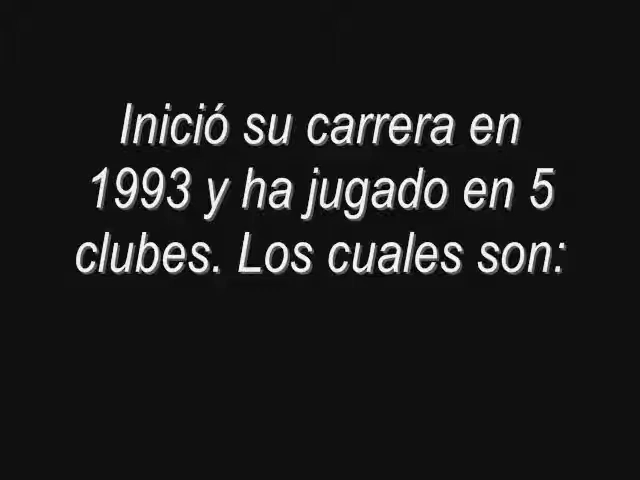 Inició su carrera en
1993 y ha jugado en 5
clubes. Los cuales son: